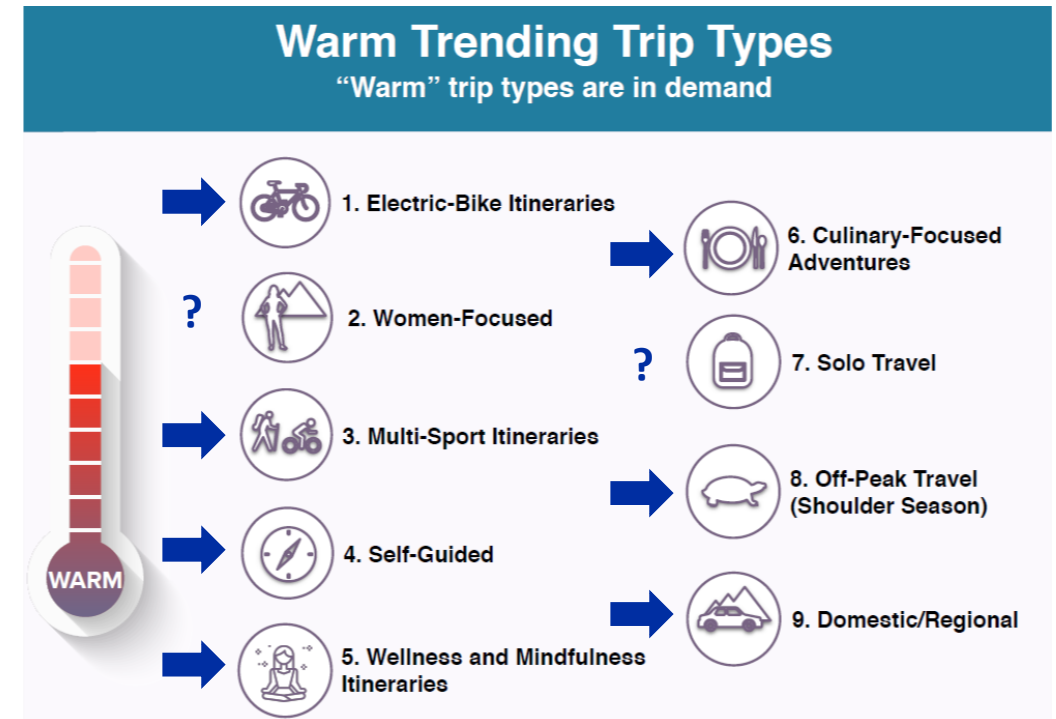 Warm Trending Trip Types
“Warm” trip types are in demand
WARM
1. Electric-Bike Itineraries
?
2. Women-Focused
3. Multi-Sport Itineraries
4. Self-Guided
5. Wellness and Mindfulness
Itineraries
6. Culinary-Focused
Adventures
?
7. Solo Travel
8. Off-Peak Travel
(Shoulder Season)
9. Domestic/Regional